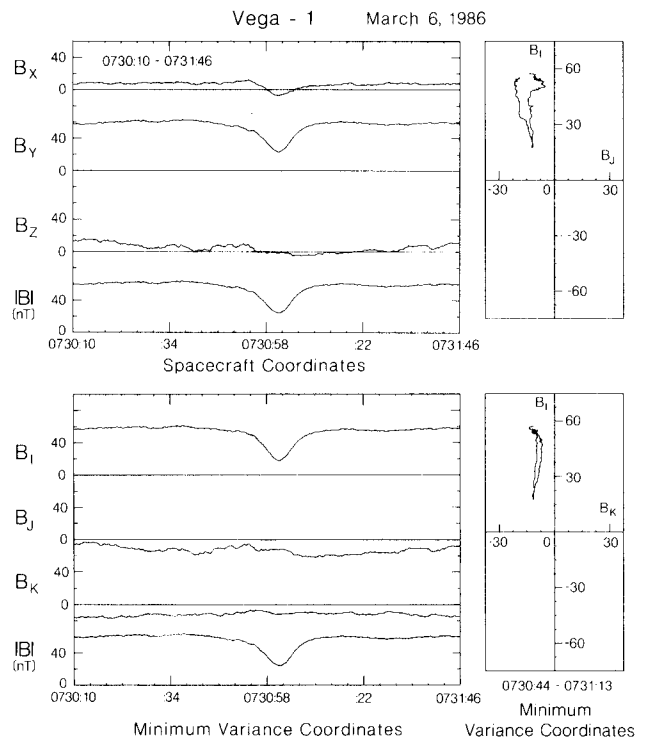 Vega - 1 March 6, 1986
0730:10 - 0731:46
B_X
40
0
B_Y
40
0
B_Z
40
0
|B|
(nT)
40
0
0730:10 :34 0730:58 :22 0731:46
Spacecraft Coordinates
B_I
60
30
B_J
-30 0 30
-30
-60
B_I
40
0
B_J
0
B_K
40
0
|B|
(nT)
40
0
0730:10 :34 0730:58 :22 0731:46
Minimum Variance Coordinates
B_I
60
30
B_K
-30 0 30
-30
-60
0730:44 - 0731:13
Minimum
Variance Coordinates